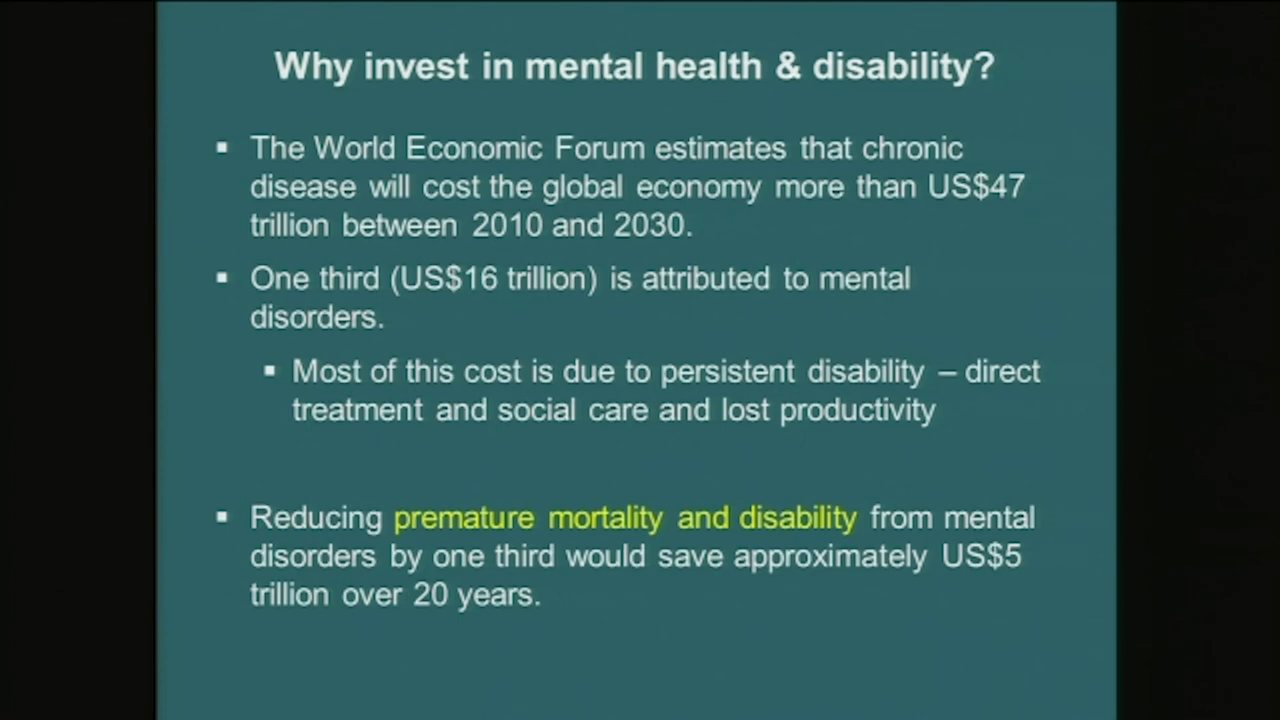 Why invest in mental health & disability?
▪ The World Economic Forum estimates that chronic
disease will cost the global economy more than US$47
trillion between 2010 and 2030.
▪ One third (US$16 trillion) is attributed to mental
disorders.
▪ Most of this cost is due to persistent disability – direct
treatment and social care and lost productivity
▪ Reducing premature mortality and disability from mental
disorders by one third would save approximately US$5
trillion over 20 years.